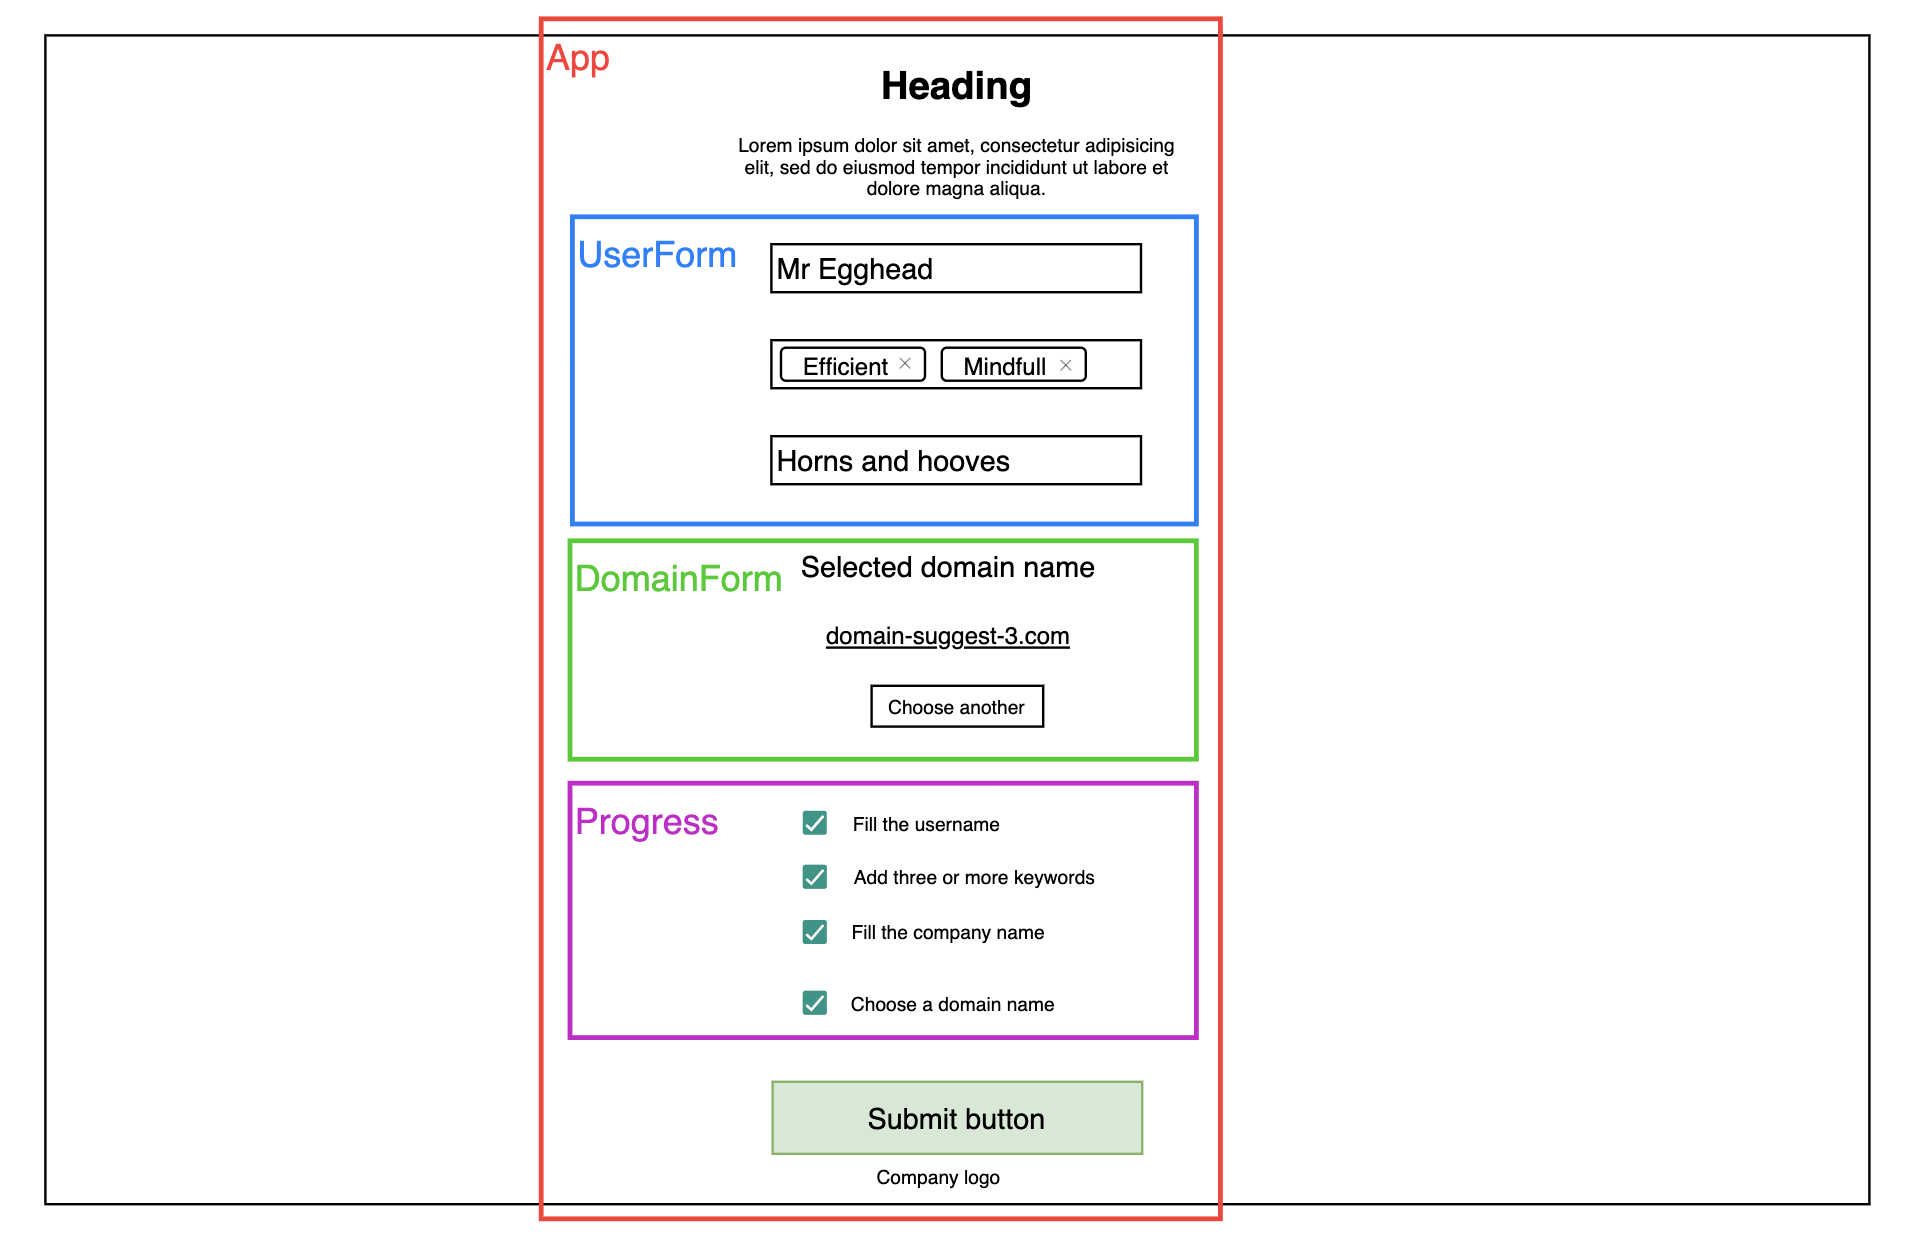 App
Heading
Lorem ipsum dolor sit amet, consectetur adipisicing
elit, sed do eiusmod tempor incididunt ut labore et
dolore magna aliqua.
UserForm
Mr Egghead
Efficient × Mindfull ×
Horns and hooves
DomainForm
Selected domain name
domain-suggest-3.com
Choose another
Progress
Fill the username
Add three or more keywords
Fill the company name
Choose a domain name
Submit button
Company logo